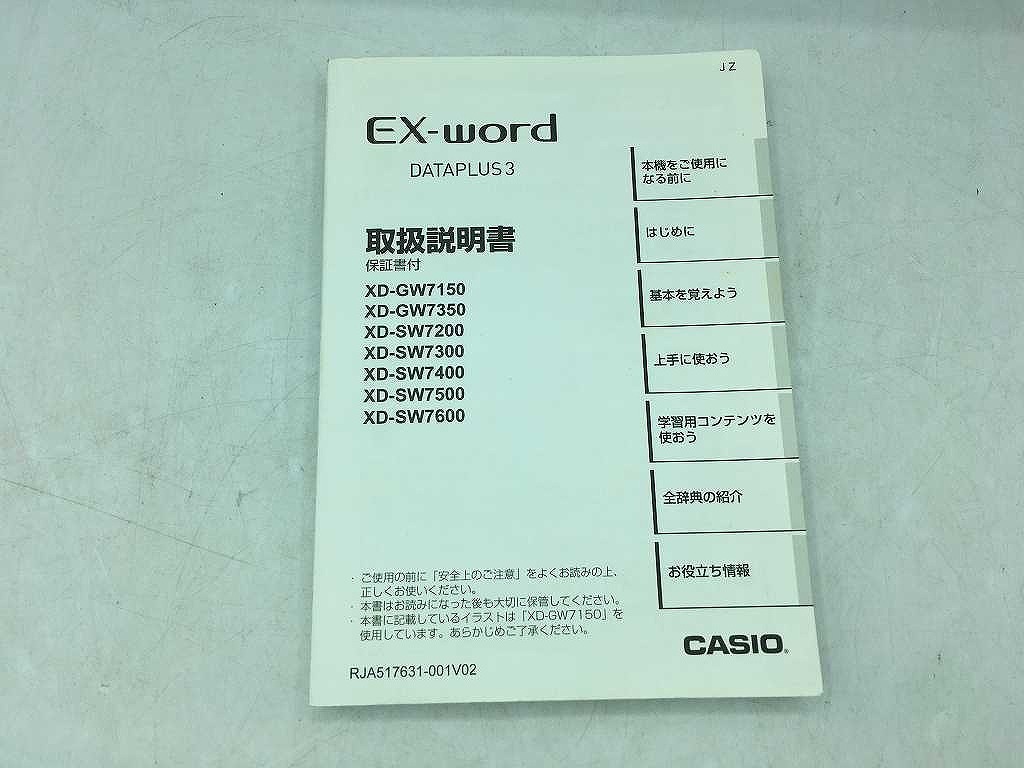 JZ
EX-word
DATAPLUS 3
取扱説明書
保証書付
XD-GW7150
XD-GW7350
XD-SW7200
XD-SW7300
XD-SW7400
XD-SW7500
XD-SW7600
本機をご使用に
なる前に
はじめに
基本を覚えよう
上手に使おう
学習用コンテンツを
使おう
全辞典の紹介
お役立ち情報
・ご使用の前に「安全上のご注意」をよくお読みの上、
正しくお使いください。
・本書はお読みになった後も大切に保管してください。
・本書に記載しているイラストは「XD-GW7150」を
使用しています。あらかじめご了承ください。
CASIO®
RJA517631-001V02